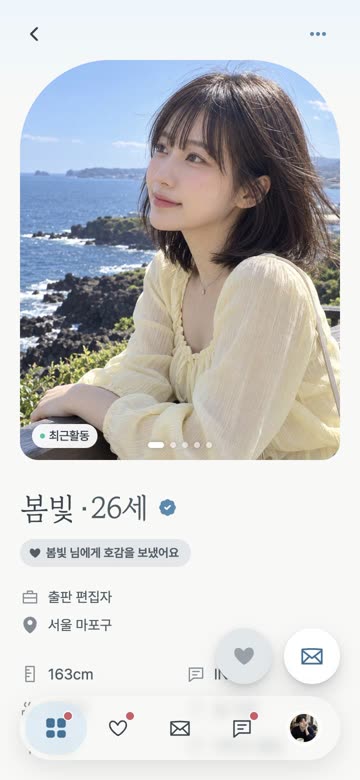 최근활동
봄빛 · 26세
봄빛 님에게 호감을 보냈어요
출판 편집자
서울 마포구
163cm